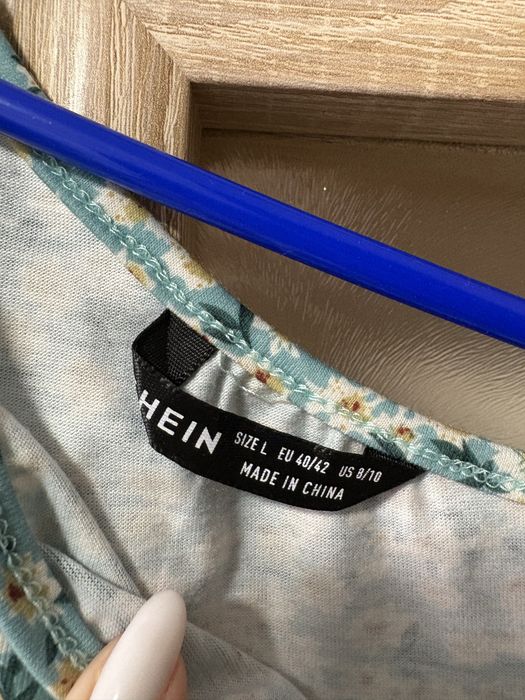 HEIN
SIZE L EU 40/42 US 8/10
MADE IN CHINA